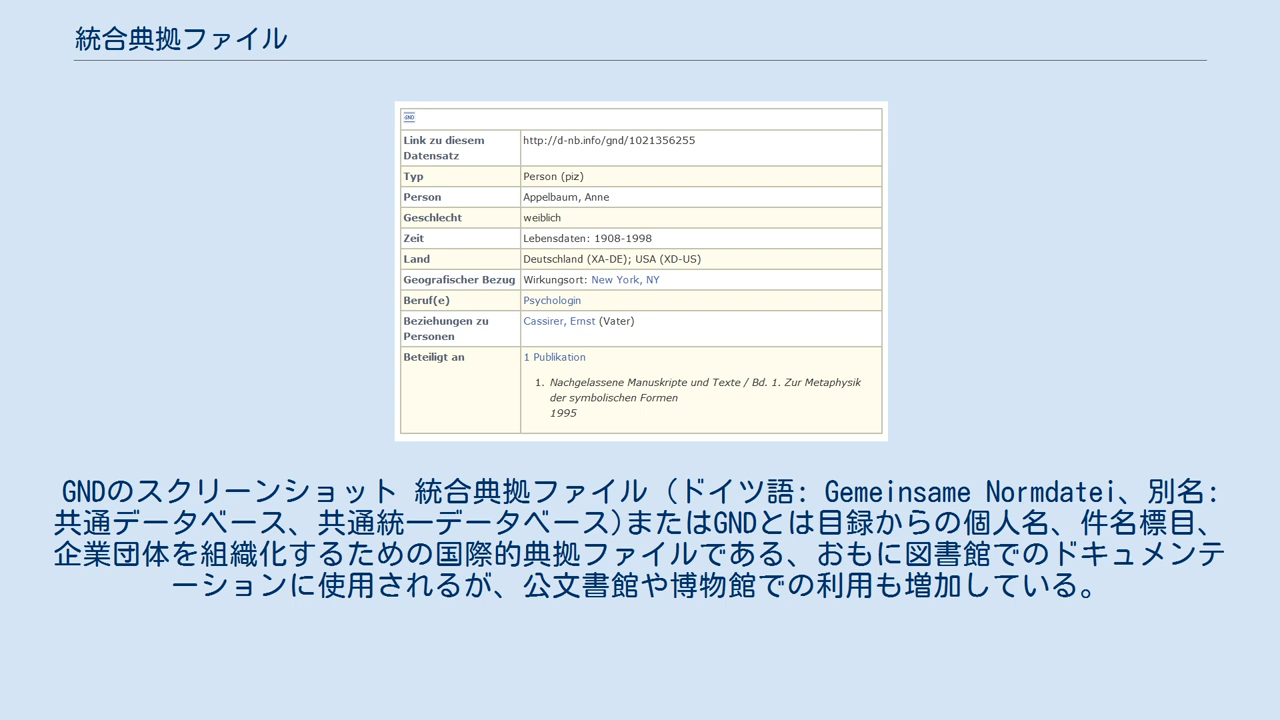 統合典拠ファイル
GND
Link zu diesem Datensatz http://d-nb.info/gnd/1021356255
Typ Person (piz)
Person Appelbaum, Anne
Geschlecht weiblich
Zeit Lebensdaten: 1908-1998
Land Deutschland (XA-DE); USA (XD-US)
Geografischer Bezug Wirkungsort: New York, NY
Beruf(e) Psychologin
Beziehungen zu Personen Cassirer, Ernst (Vater)
Beteiligt an 1 Publikation
1. Nachgelassene Manuskripte und Texte / Bd. 1. Zur Metaphysik
der symbolischen Formen
1995
GNDのスクリーンショット 統合典拠ファイル (ドイツ語: Gemeinsame Normdatei、別名:
共通データベース、共通統一データベース)またはGNDとは目録からの個人名、件名標目、
企業団体を組織化するための国際的典拠ファイルである、おもに図書館でのドキュメンテ
ーションに使用されるが、公文書館や博物館での利用も増加している。